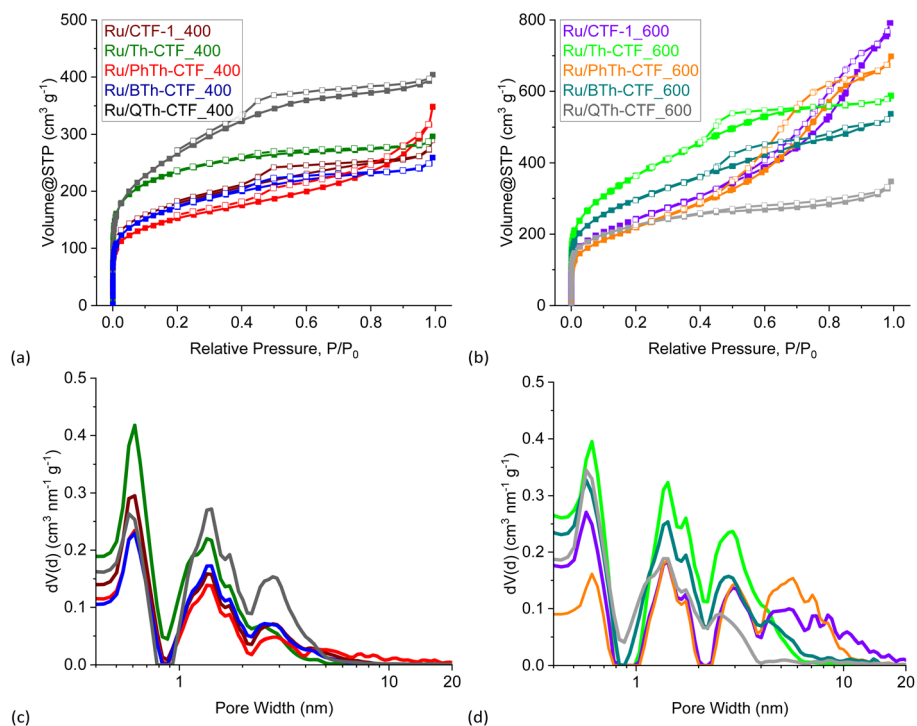 (a)
Volume@STP (cm³ g⁻¹)
500
400
300
200
100
0
Ru/CTF-1_400
Ru/Th-CTF_400
Ru/PhTh-CTF_400
Ru/BTh-CTF_400
Ru/QTh-CTF_400
0.0 0.2 0.4 0.6 0.8 1.0
Relative Pressure, P/P₀
(b)
Volume@STP (cm³ g⁻¹)
800
600
400
200
0
Ru/CTF-1_600
Ru/Th-CTF_600
Ru/PhTh-CTF_600
Ru/BTh-CTF_600
Ru/QTh-CTF_600
0.0 0.2 0.4 0.6 0.8 1.0
Relative Pressure, P/P₀
(c)
dV(d) (cm³ nm⁻¹ g⁻¹)
0.5
0.4
0.3
0.2
0.1
0.0
1 10 20
Pore Width (nm)
(d)
dV(d) (cm³ nm⁻¹ g⁻¹)
0.5
0.4
0.3
0.2
0.1
0.0
1 10 20
Pore Width (nm)